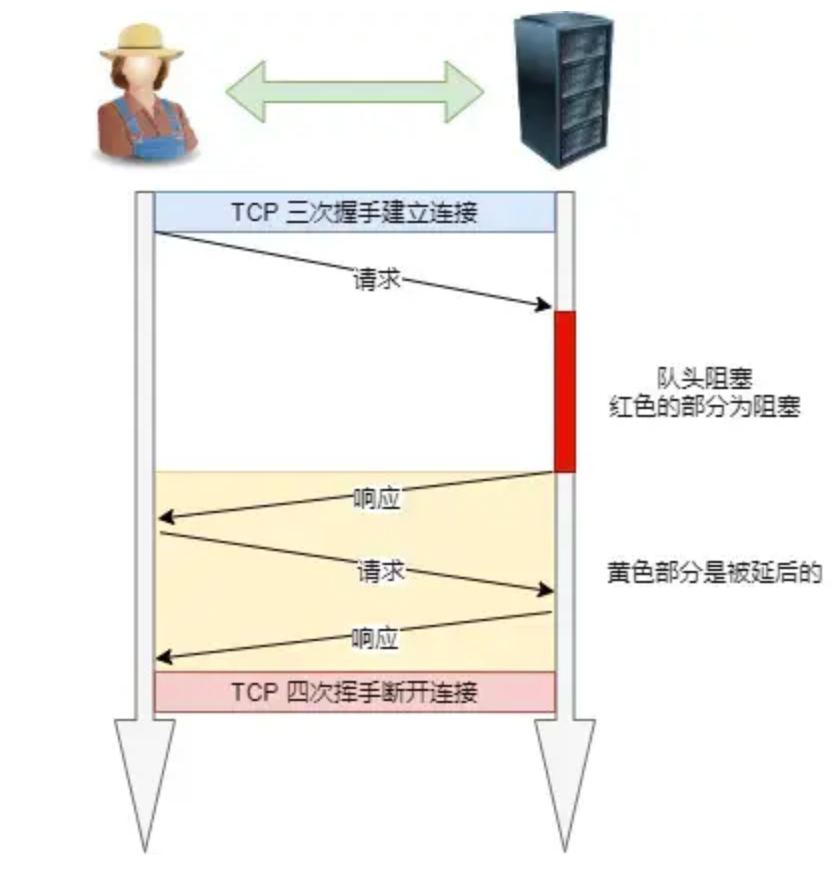 TCP 三次握手建立连接
请求
队头阻塞
红色的部分为阻塞
响应
请求
黄色部分是被延后的
响应
TCP 四次挥手断开连接